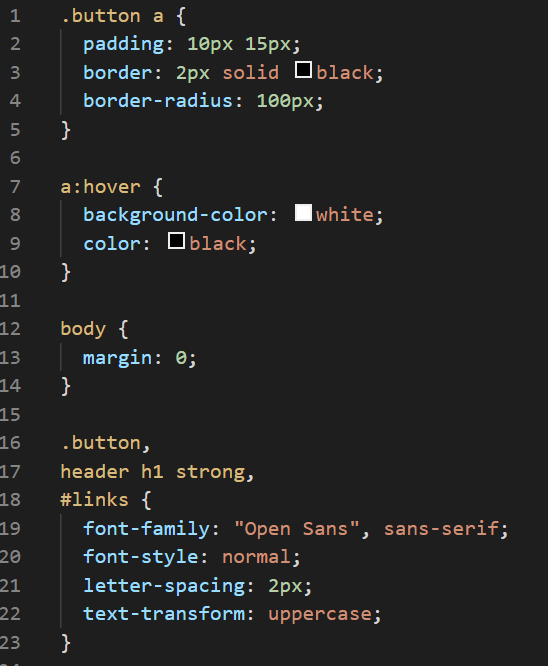 1 .button a {
2 padding: 10px 15px;
3 border: 2px solid black;
4 border-radius: 100px;
5 }
6
7 a:hover {
8 background-color: white;
9 color: black;
10 }
11
12 body {
13 margin: 0;
14 }
15
16 .button,
17 header h1 strong,
18 #links {
19 font-family: "Open Sans", sans-serif;
20 font-style: normal;
21 letter-spacing: 2px;
22 text-transform: uppercase;
23 }